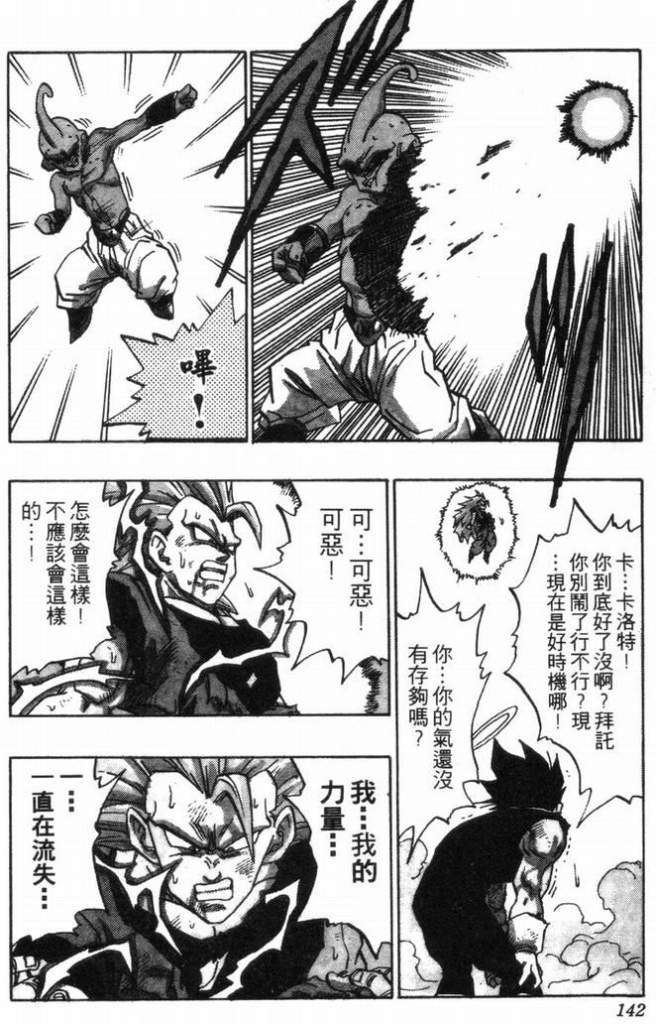 嗶！
卡…卡洛特！
你到底好了沒啊？拜託
你別鬧了行不行？現
…現在是好時機哪！
你…你的氣還沒
有存夠嗎？
可…可惡！
可惡！
怎麼會這樣！
不應該會這樣
的…！
我…我的
力量…
一…
一直在流失…
142